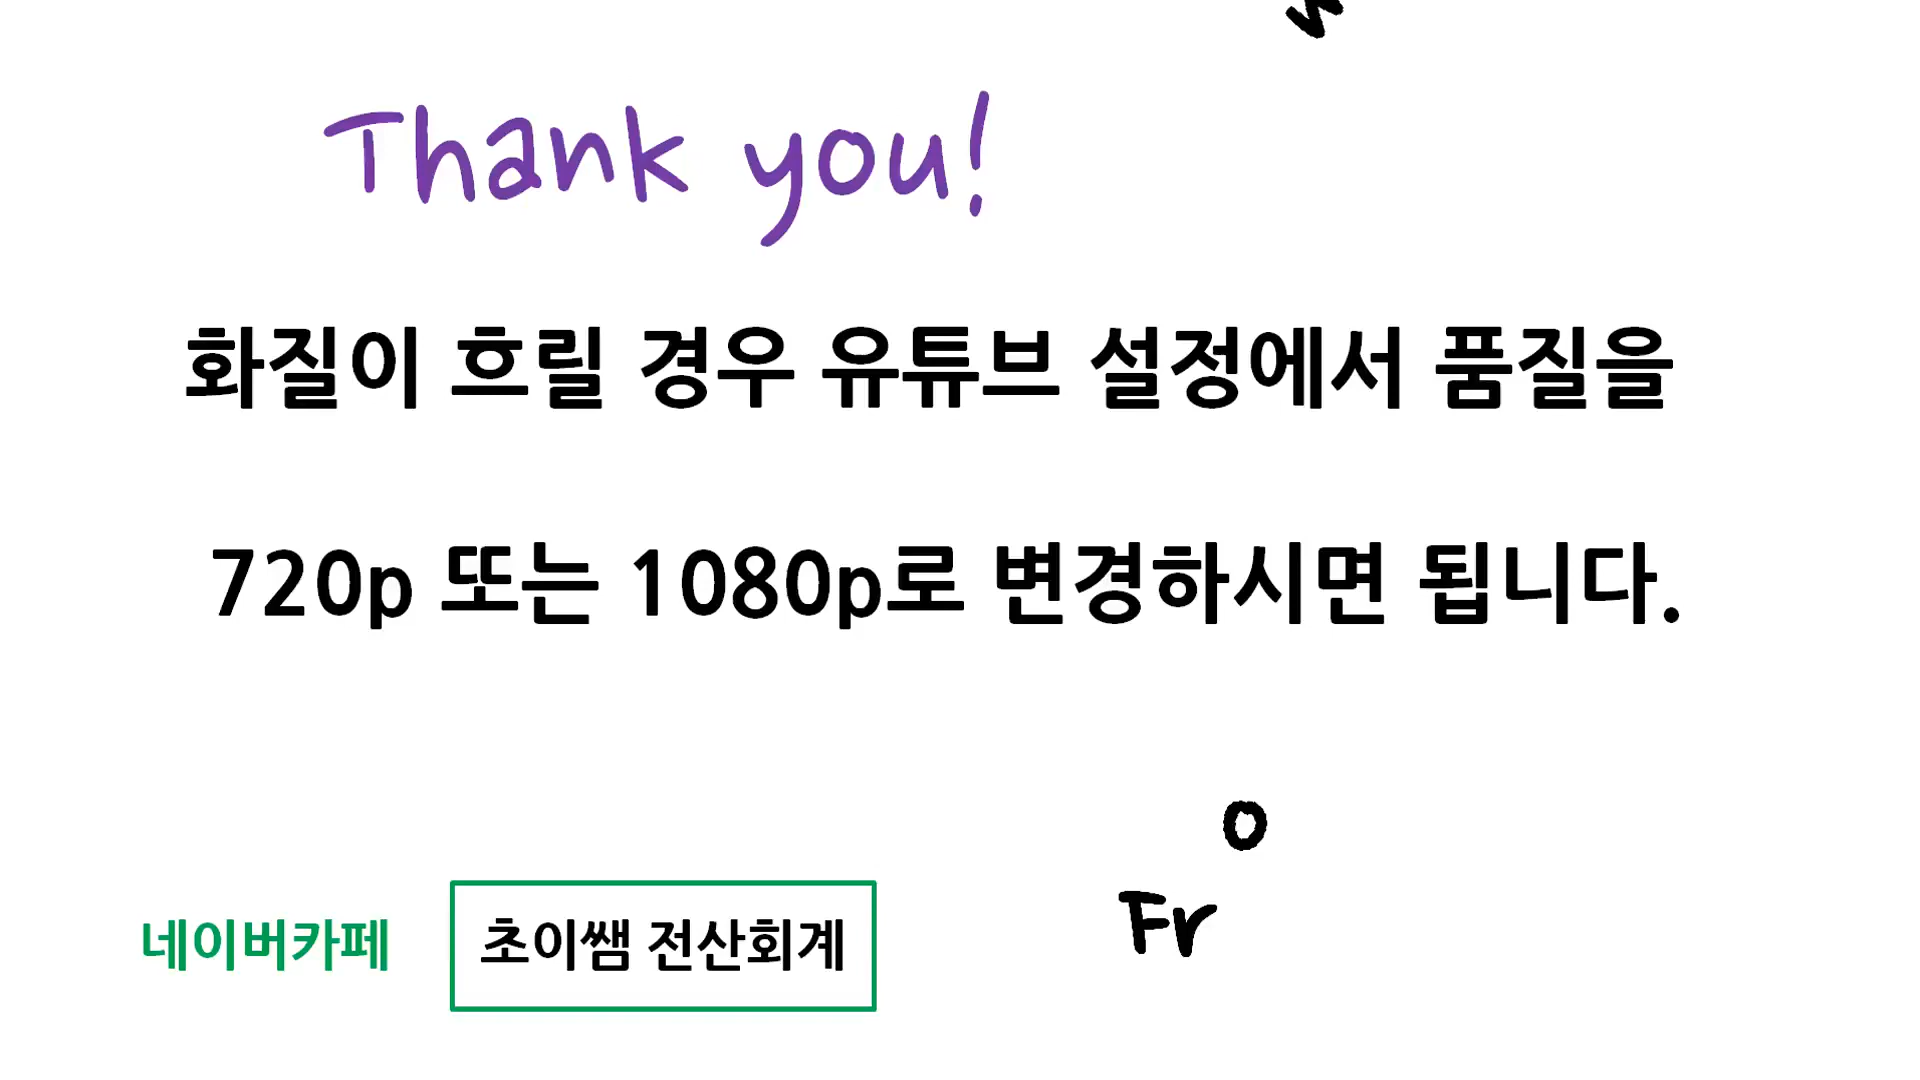 Thank you!
화질이 흐릴 경우 유튜브 설정에서 품질을
720p 또는 1080p로 변경하시면 됩니다.
네이버카페 초이쌤 전산회계
Fro